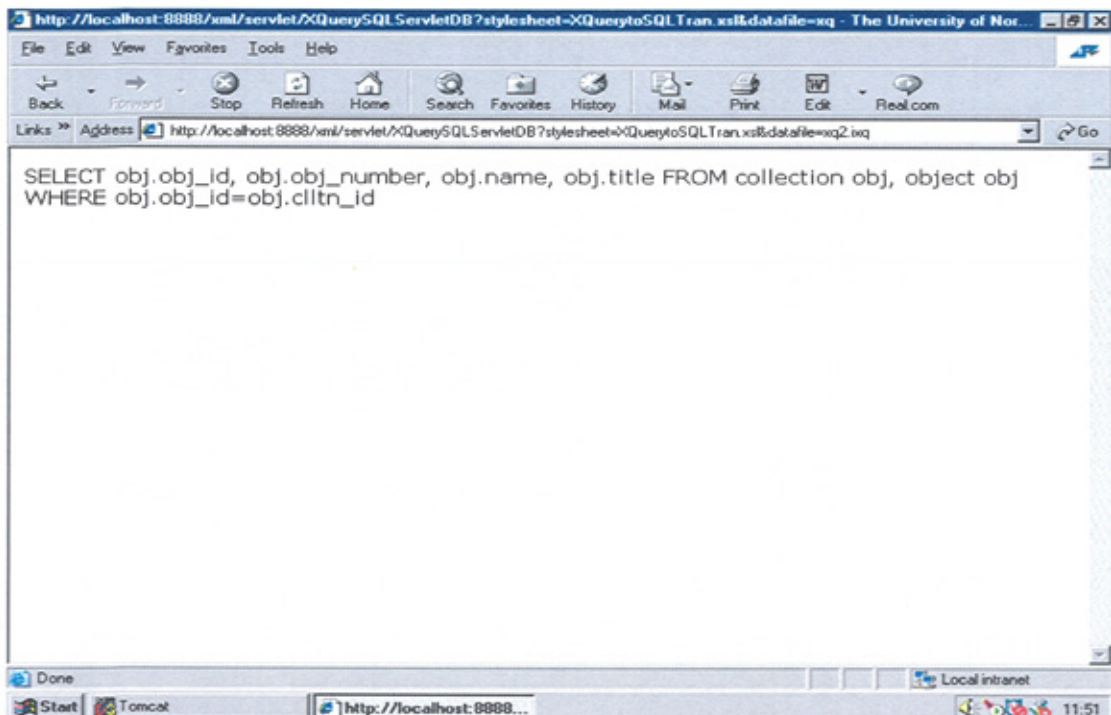 http://localhost:8888/xml/servlet/XQuerySQLServletDB?stylesheet=XQuerytoSQLTran.xsl&datafile=xq - The University of Nor...
File Edit View Favorites Tools Help
Back Forward Stop Refresh Home Search Favorites History Mail Print Edit Real.com
Links » Address http://localhost:8888/xml/servlet/XQuerySQLServletDB?stylesheet=XQuerytoSQLTran.xsl&datafile=xq2.ixq Go
SELECT obj.obj_id, obj.obj_number, obj.name, obj.title FROM collection obj, object obj
WHERE obj.obj_id=obj.clltn_id
Done Local intranet
Start Tomcat http://localhost:8888... 11:51